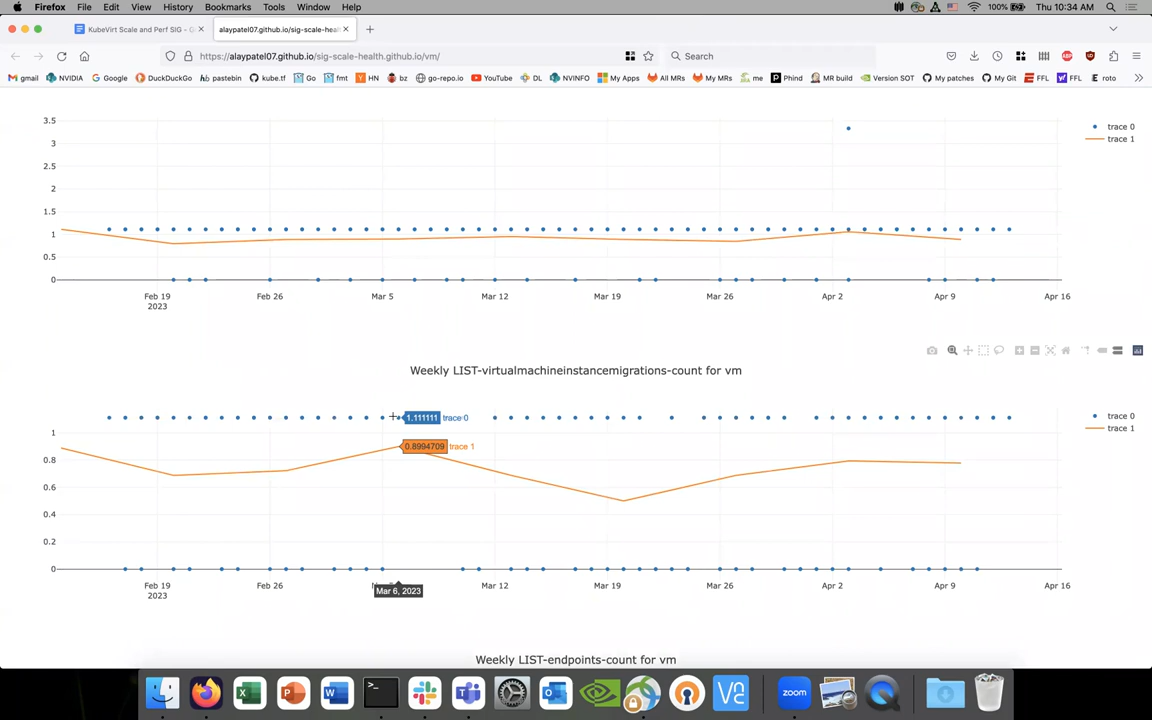 Firefox File Edit View History Bookmarks Tools Window Help 100% Thu 10:34 AM
KubeVirt Scale and Perf SIG - G × alaypatel07.github.io/sig-scale-heal × +
https://alaypatel07.github.io/sig-scale-health.github.io/vm/ Search
gmail NVIDIA Google DuckDuckGo pastebin kube.tf Go fmt HN bz go-repo.io YouTube DL NVINFO My Apps All MRs My MRs me Phind MR build Version SOT My patches My Git FFL FFL roto
3.5
3
2.5
2
1.5
1
0.5
0
trace 0
trace 1
Feb 19 Feb 26 Mar 5 Mar 12 Mar 19 Mar 26 Apr 2 Apr 9 Apr 16
2023
Weekly LIST-virtualmachineinstancemigrations-count for vm
1.111111 trace 0
0.8994709 trace 1
1
0.8
0.6
0.4
0.2
0
trace 0
trace 1
Feb 19 Feb 26 Mar 12 Mar 19 Mar 26 Apr 2 Apr 9 Apr 16
2023
Mar 6, 2023
Weekly LIST-endpoints-count for vm
zoom